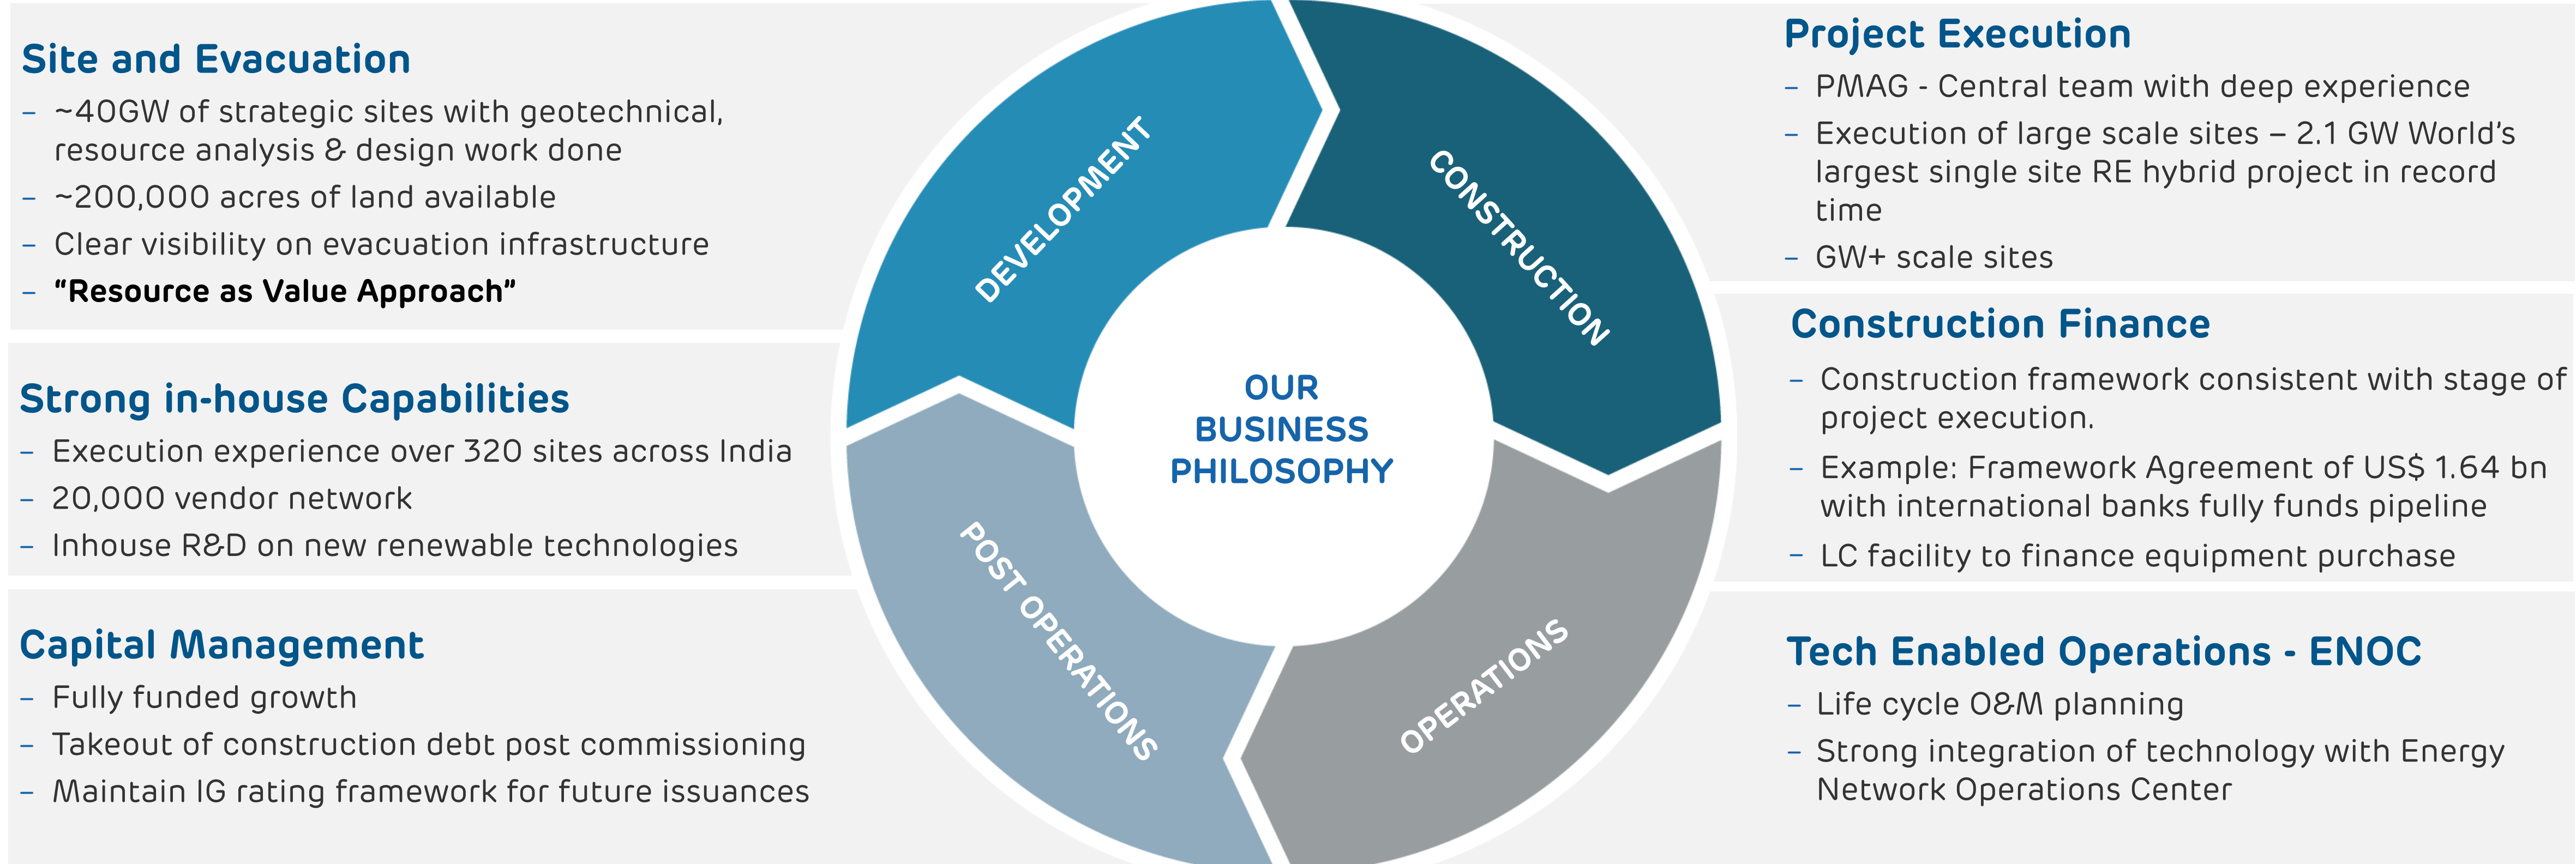 Site and Evacuation
– ~40GW of strategic sites with geotechnical,
resource analysis & design work done
– ~200,000 acres of land available
– Clear visibility on evacuation infrastructure
– “Resource as Value Approach”
Strong in-house Capabilities
– Execution experience over 320 sites across India
– 20,000 vendor network
– Inhouse R&D on new renewable technologies
Capital Management
– Fully funded growth
– Takeout of construction debt post commissioning
– Maintain IG rating framework for future issuances
DEVELOPMENT
CONSTRUCTION
OUR
BUSINESS
PHILOSOPHY
POST OPERATIONS
OPERATIONS
Project Execution
– PMAG - Central team with deep experience
– Execution of large scale sites – 2.1 GW World’s
largest single site RE hybrid project in record
time
– GW+ scale sites
Construction Finance
– Construction framework consistent with stage of
project execution.
– Example: Framework Agreement of US$ 1.64 bn
with international banks fully funds pipeline
– LC facility to finance equipment purchase
Tech Enabled Operations - ENOC
– Life cycle O&M planning
– Strong integration of technology with Energy
Network Operations Center